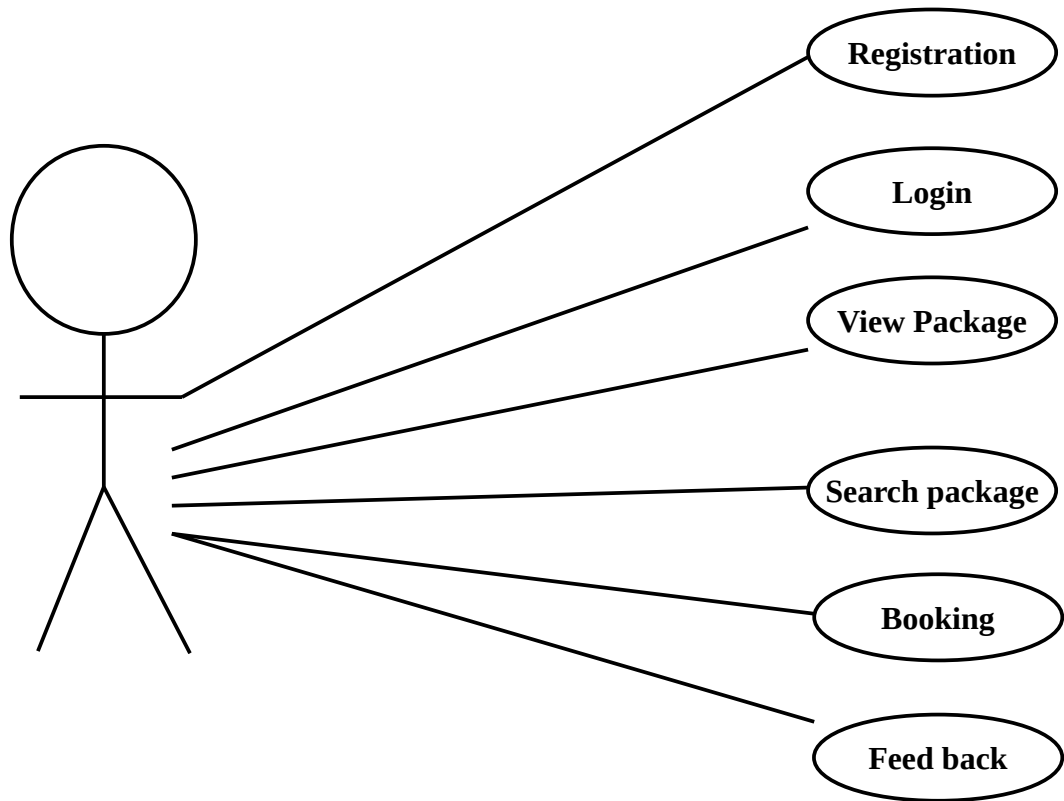 Registration
Login
View Package
Search package
Booking
Feed back